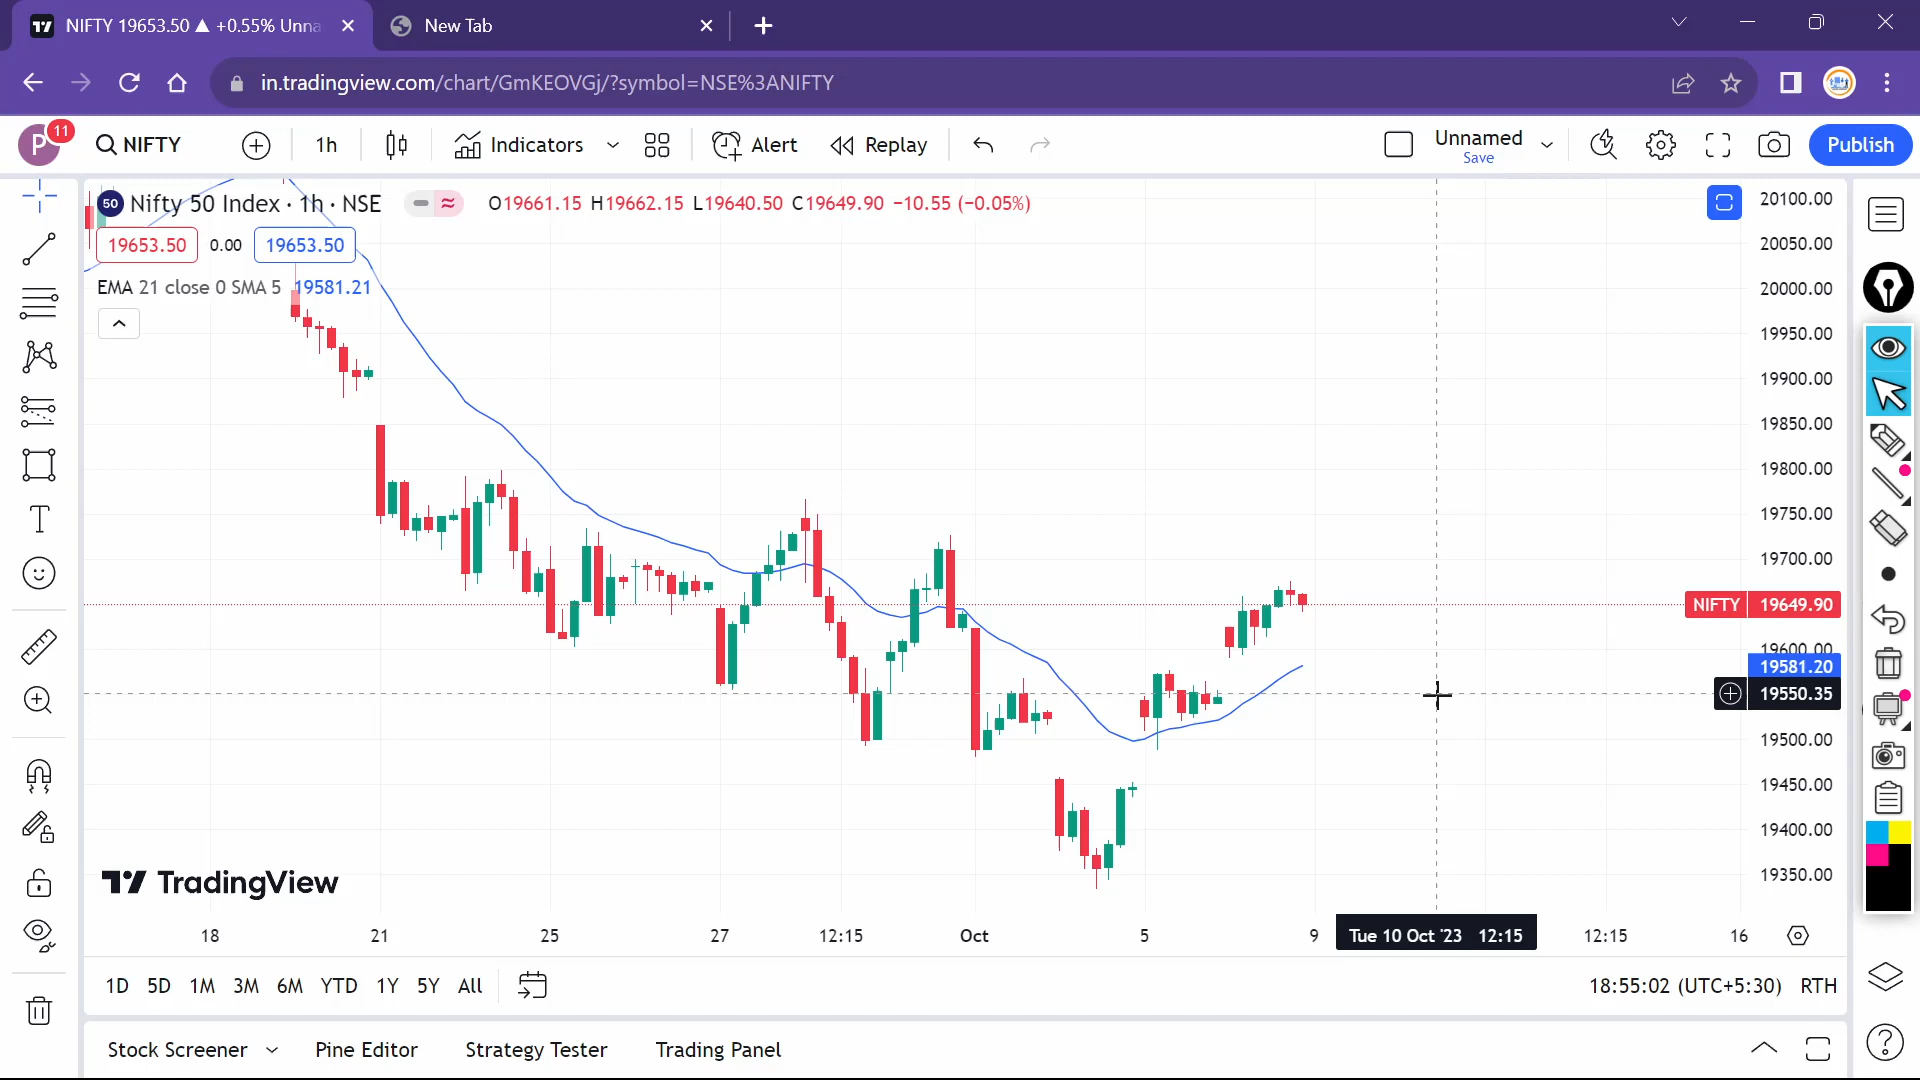 NIFTY 19653.50 ▲ +0.55% Unna
New Tab
in.tradingview.com/chart/GmKEOVGj/?symbol=NSE%3ANIFTY
P 11 NIFTY 1h Indicators Alert Replay Unnamed Save Publish
50 Nifty 50 Index · 1h · NSE O19661.15 H19662.15 L19640.50 C19649.90 −10.55 (−0.05%)
19653.50 0.00 19653.50
EMA 21 close 0 SMA 5 19581.21
20100.00
20050.00
20000.00
19950.00
19900.00
19850.00
19800.00
19750.00
19700.00
NIFTY 19649.90
19600.00
19581.20
19550.35
19500.00
19450.00
19400.00
19350.00
TradingView
18 21 25 27 12:15 Oct 5 9 Tue 10 Oct '23 12:15 12:15 16
1D 5D 1M 3M 6M YTD 1Y 5Y All 18:55:02 (UTC+5:30) RTH
Stock Screener Pine Editor Strategy Tester Trading Panel